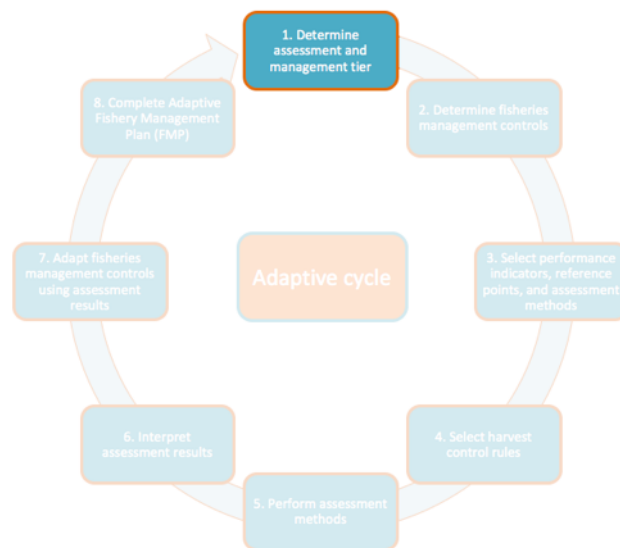 1. Determine
assessment and
management tier
2. Determine fisheries
management controls
3. Select performance
indicators, reference
points, and assessment
methods
4. Select harvest
control rules
5. Perform assessment
methods
6. Interpret
assessment results
7. Adapt fisheries
management controls
using assessment
results
8. Complete Adaptive
Fishery Management
Plan (FMP)
Adaptive cycle